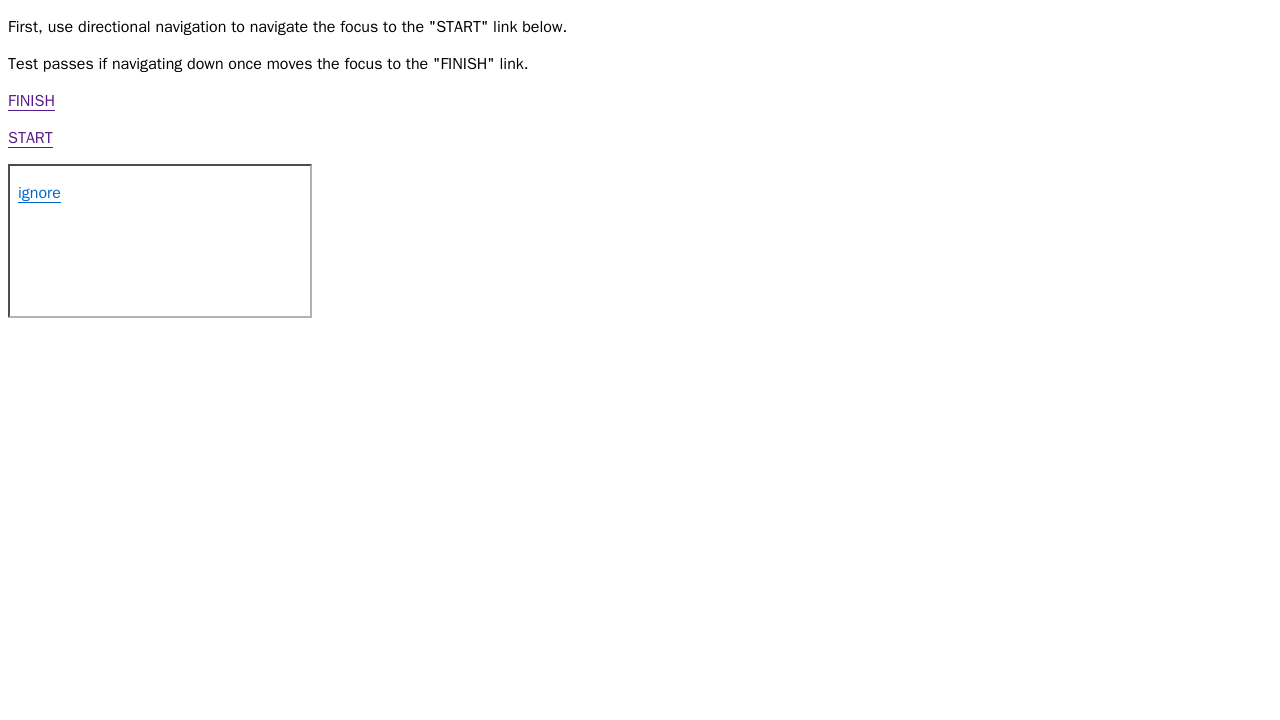 First, use directional navigation to navigate the focus to the "START" link below.
Test passes if navigating down once moves the focus to the "FINISH" link.
FINISH
START
ignore